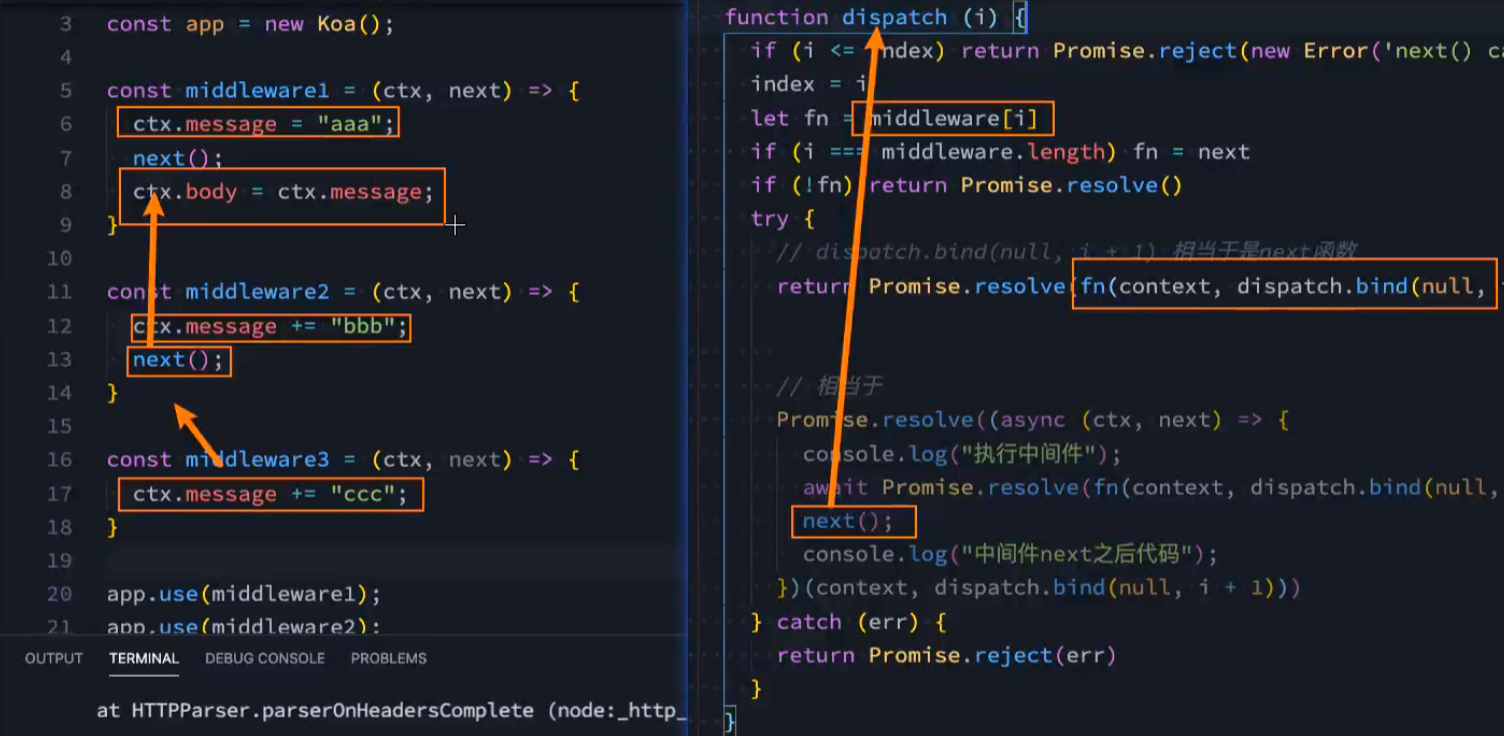 3 const app = new Koa();
4
5 const middleware1 = (ctx, next) => {
6 ctx.message = "aaa";
7 next();
8 ctx.body = ctx.message;
9 }
10
11 const middleware2 = (ctx, next) => {
12 ctx.message += "bbb";
13 next();
14 }
15
16 const middleware3 = (ctx, next) => {
17 ctx.message += "ccc";
18 }
19
20 app.use(middleware1);
21 app.use(middleware2);
OUTPUT TERMINAL DEBUG CONSOLE PROBLEMS
at HTTPParser.parserOnHeadersComplete (node:_http_
function dispatch (i) {
if (i <= index) return Promise.reject(new Error('next() ca
index = i
let fn = middleware[i]
if (i === middleware.length) fn = next
if (!fn) return Promise.resolve()
try {
// dispatch.bind(null, i + 1) 相当于是next函数
return Promise.resolve(fn(context, dispatch.bind(null,
// 相当于
Promise.resolve((async (ctx, next) => {
console.log("执行中间件");
await Promise.resolve(fn(context, dispatch.bind(null,
next();
console.log("中间件next之后代码");
})(context, dispatch.bind(null, i + 1)))
} catch (err) {
return Promise.reject(err)
}
}